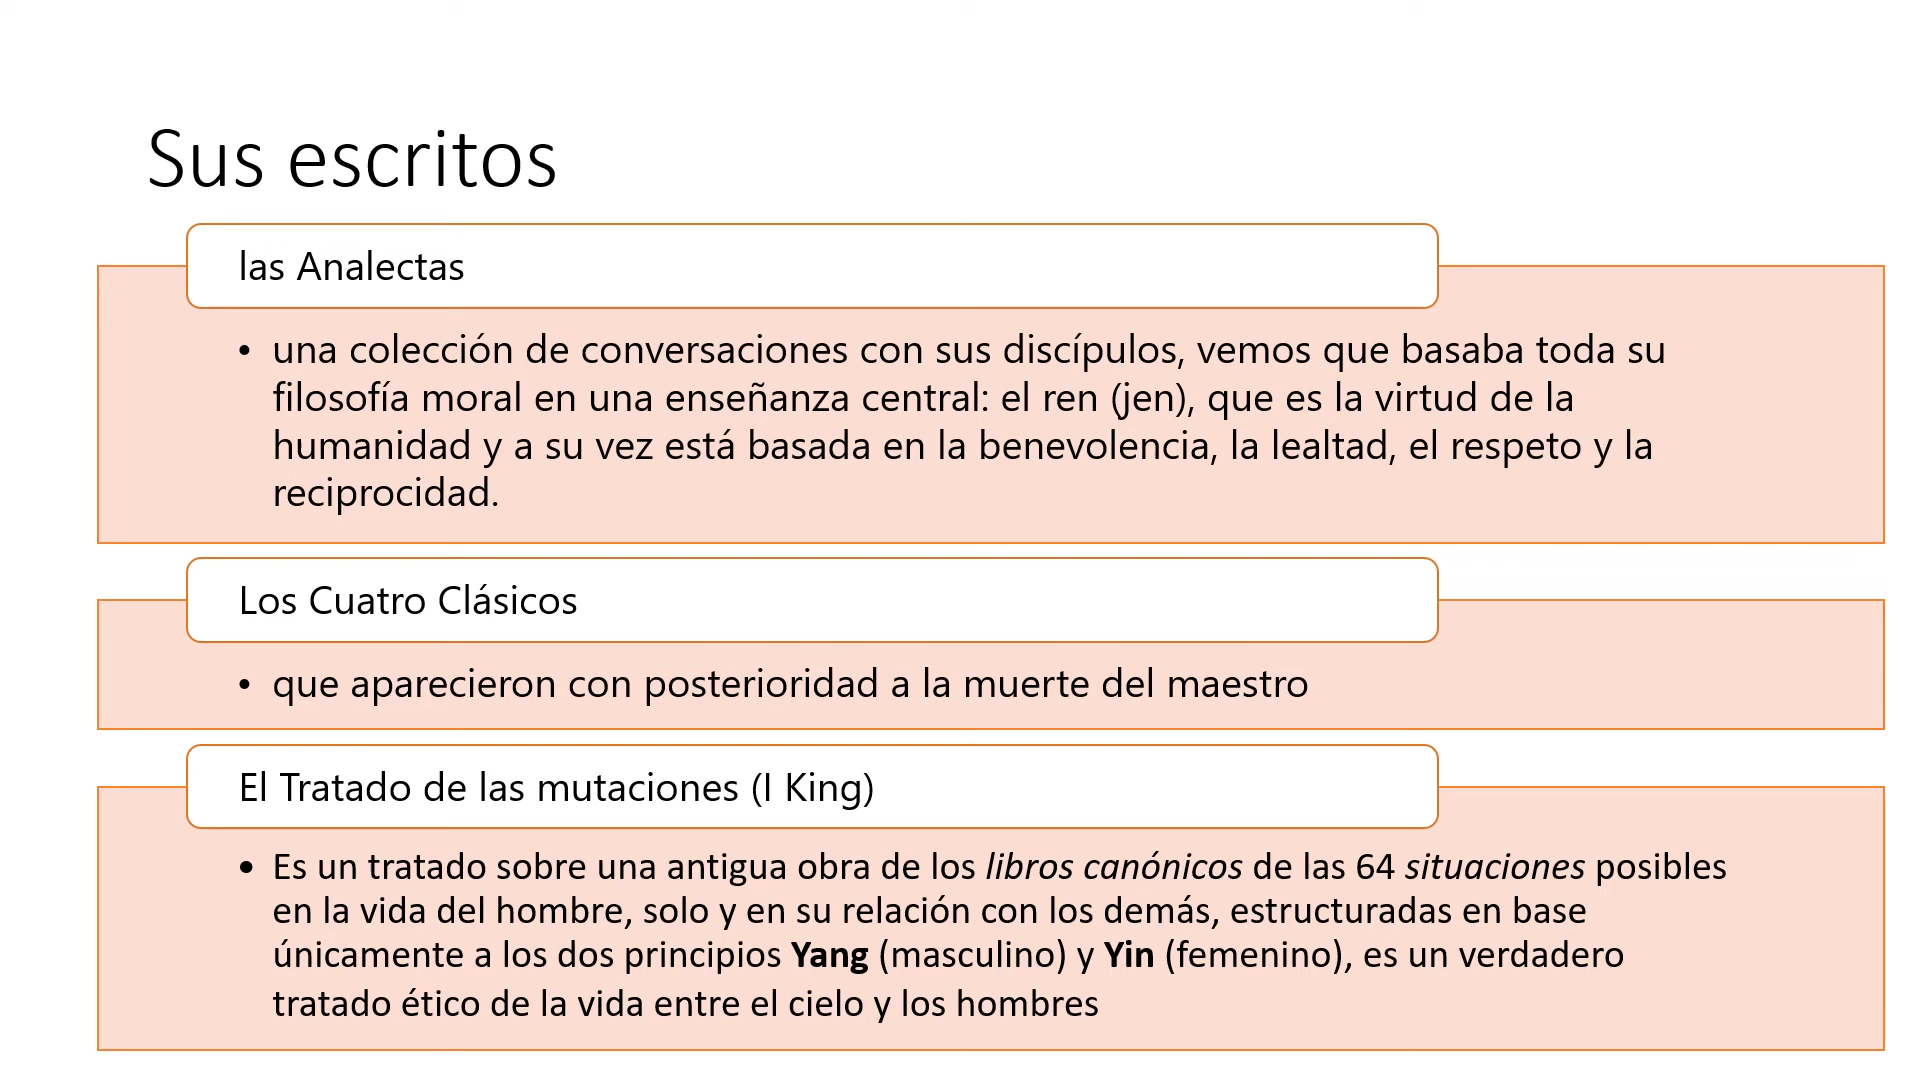 Sus escritos
las Analectas
• una colección de conversaciones con sus discípulos, vemos que basaba toda su
filosofía moral en una enseñanza central: el ren (jen), que es la virtud de la
humanidad y a su vez está basada en la benevolencia, la lealtad, el respeto y la
reciprocidad.
Los Cuatro Clásicos
• que aparecieron con posterioridad a la muerte del maestro
El Tratado de las mutaciones (I King)
• Es un tratado sobre una antigua obra de los libros canónicos de las 64 situaciones posibles
en la vida del hombre, solo y en su relación con los demás, estructuradas en base
únicamente a los dos principios Yang (masculino) y Yin (femenino), es un verdadero
tratado ético de la vida entre el cielo y los hombres